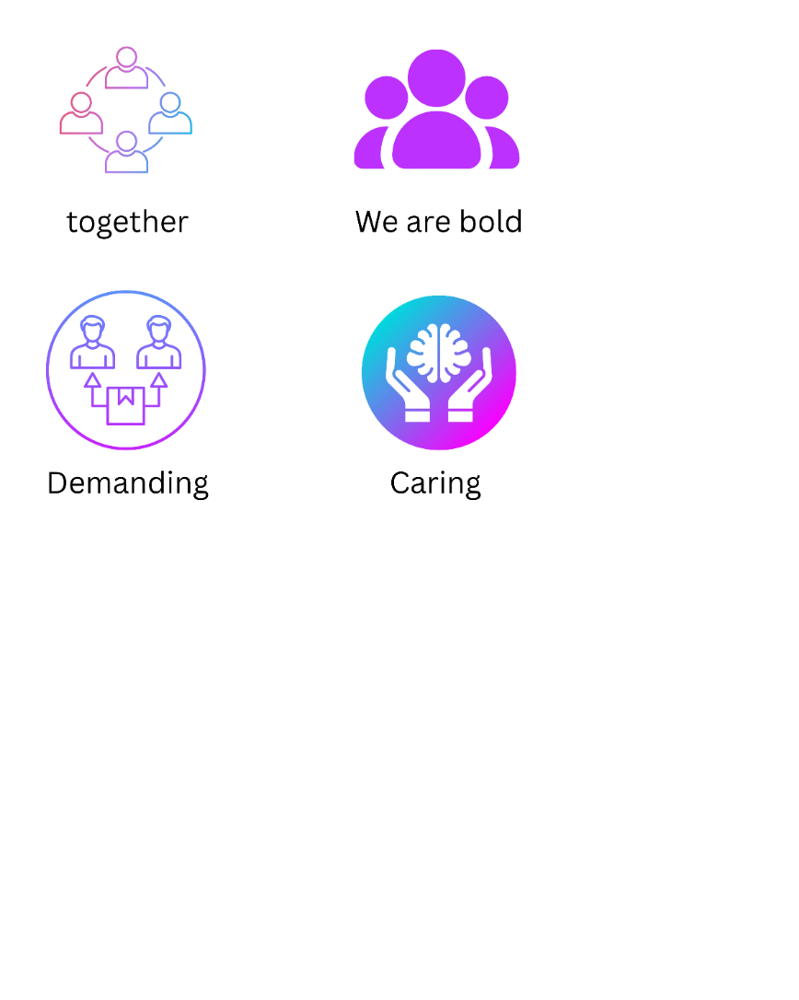 together
We are bold
Demanding
Caring